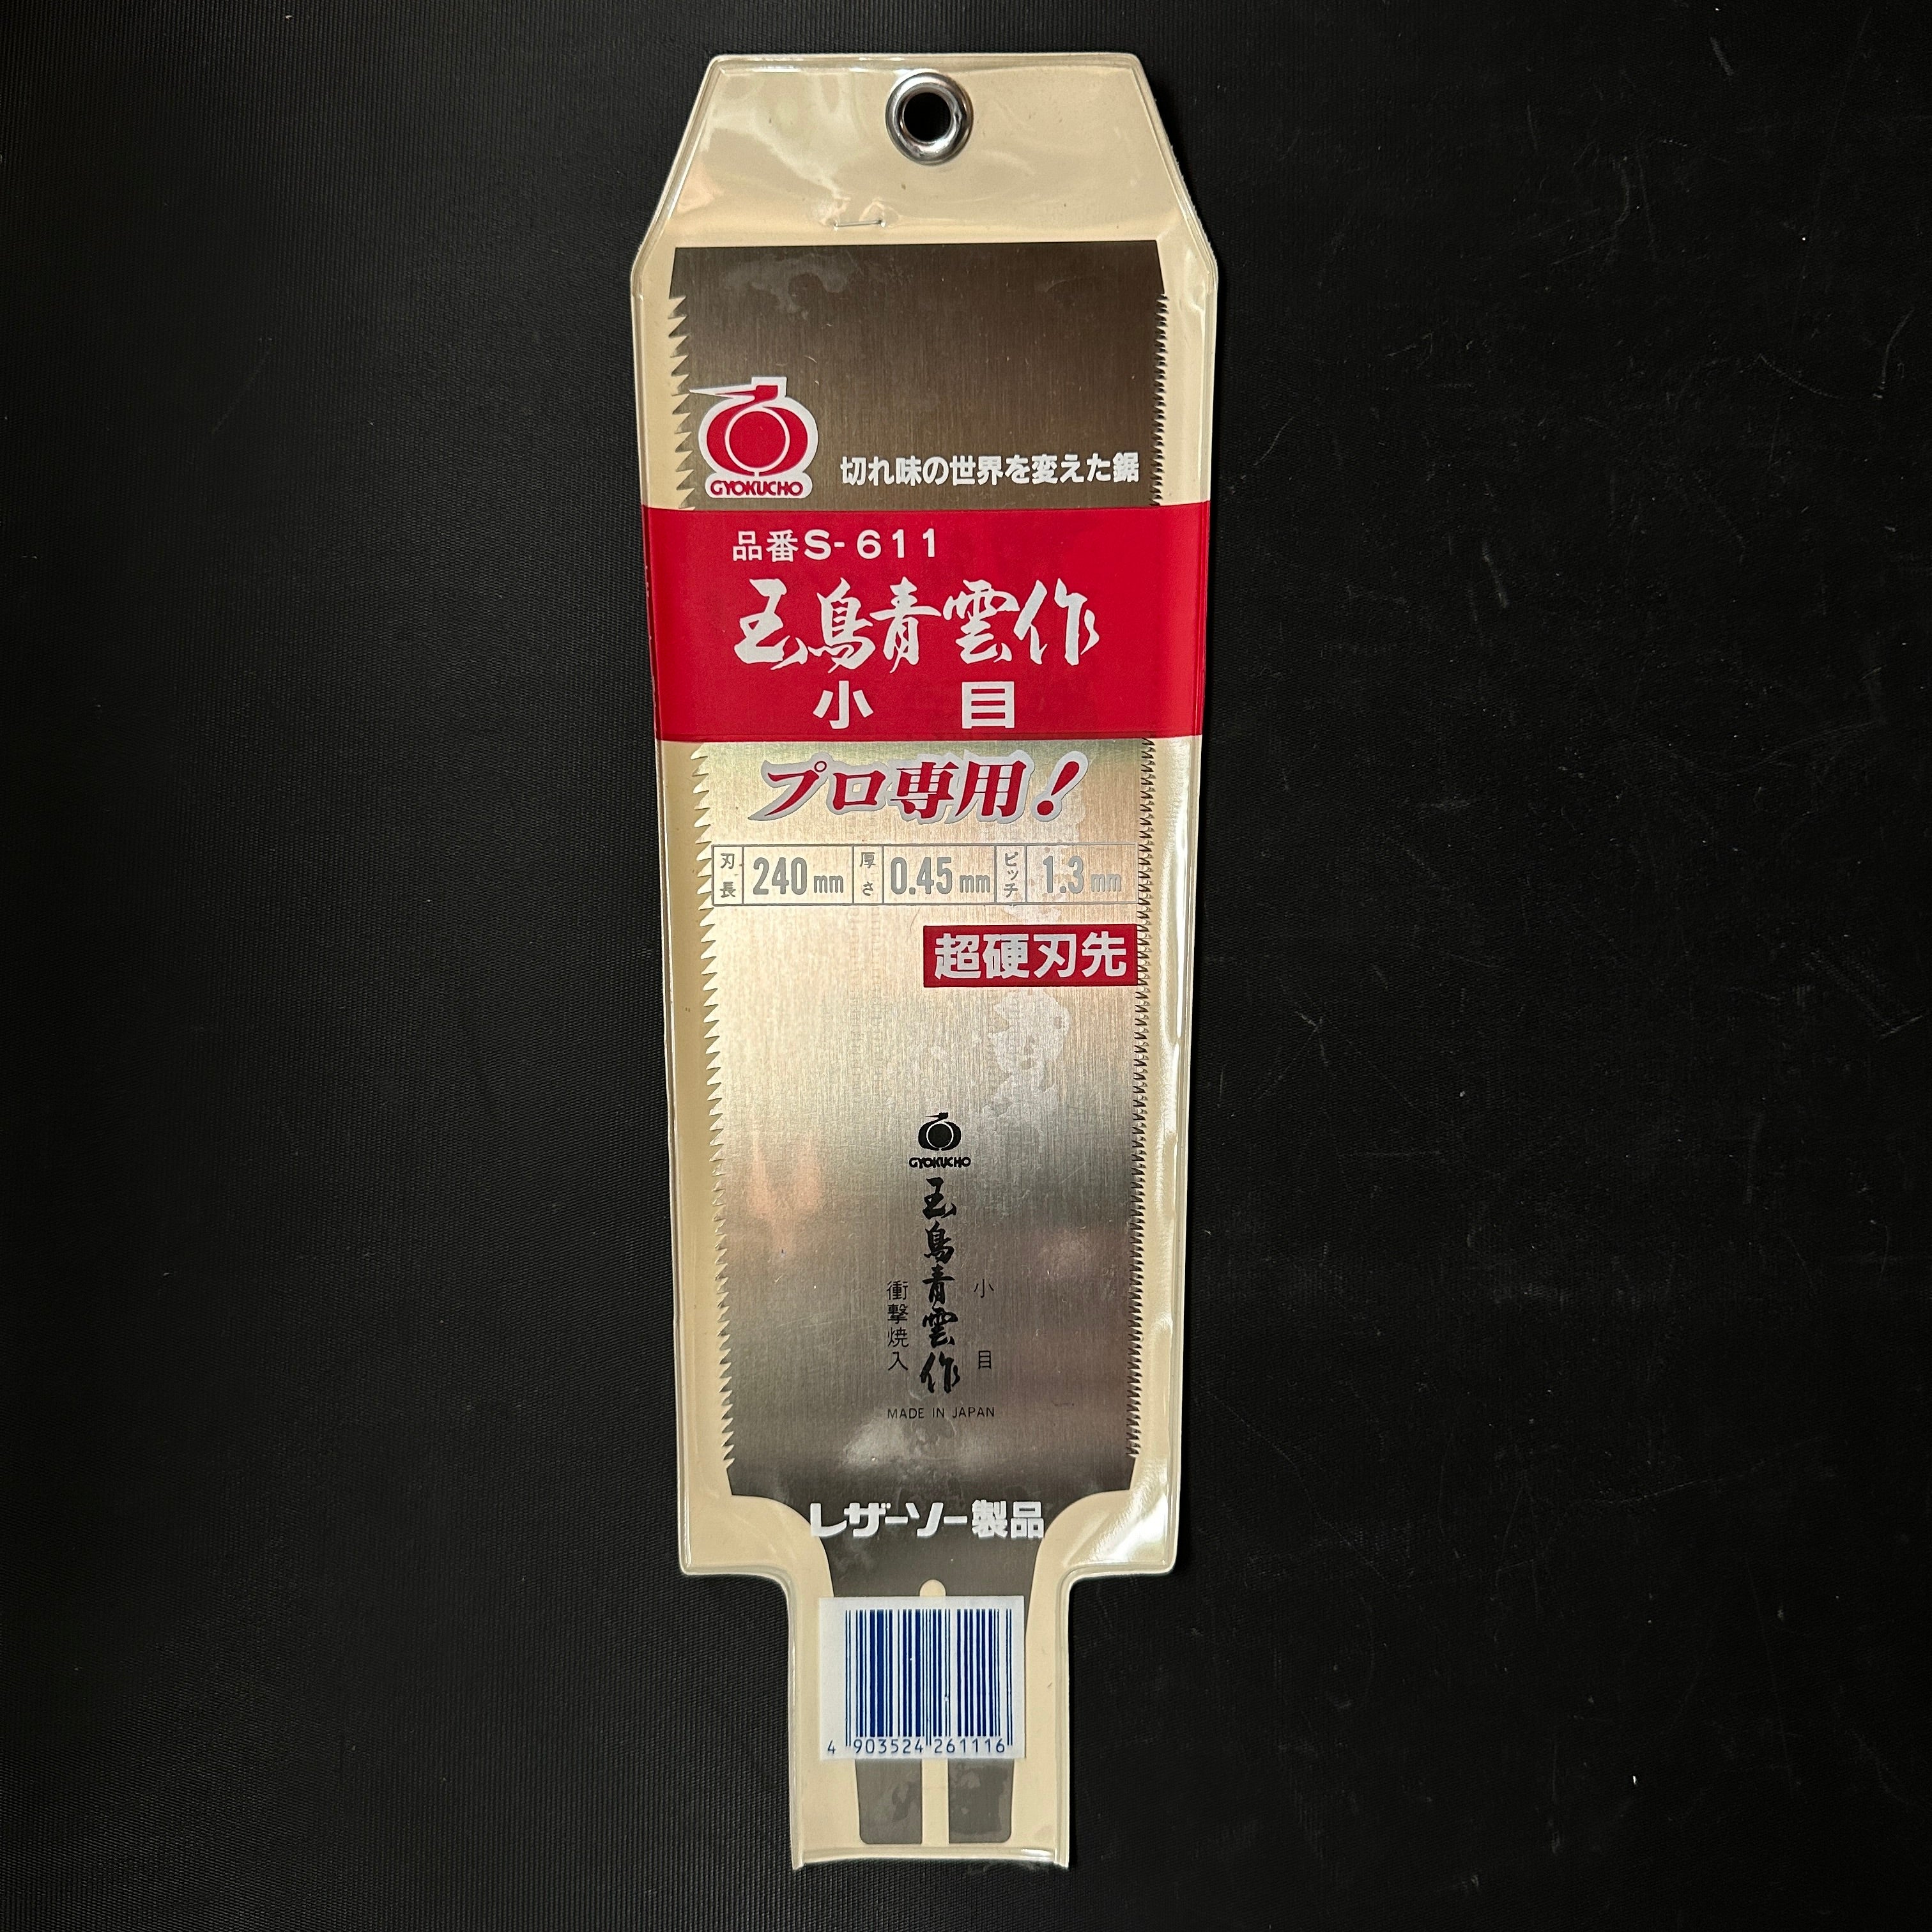 GYOKUCHO
切れ味の世界を変えた鋸
品番S-611
玉鳥青雲作
小目
プロ専用!
刃長 240mm 厚さ 0.45mm ピッチ 1.3mm
超硬刃先
GYOKUCHO
小目
玉鳥青雲作
衝撃焼入
MADE IN JAPAN
レザーソー製品
4 903524 261116